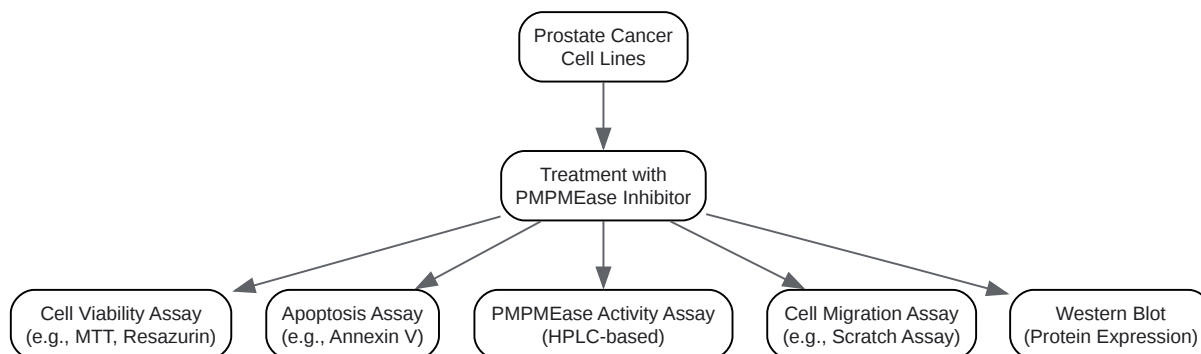 Prostate Cancer
Cell Lines
Treatment with
PMPMEase Inhibitor
Cell Viability Assay
(e.g., MTT, Resazurin)
Apoptosis Assay
(e.g., Annexin V)
PMPMEase Activity Assay
(HPLC-based)
Cell Migration Assay
(e.g., Scratch Assay)
Western Blot
(Protein Expression)